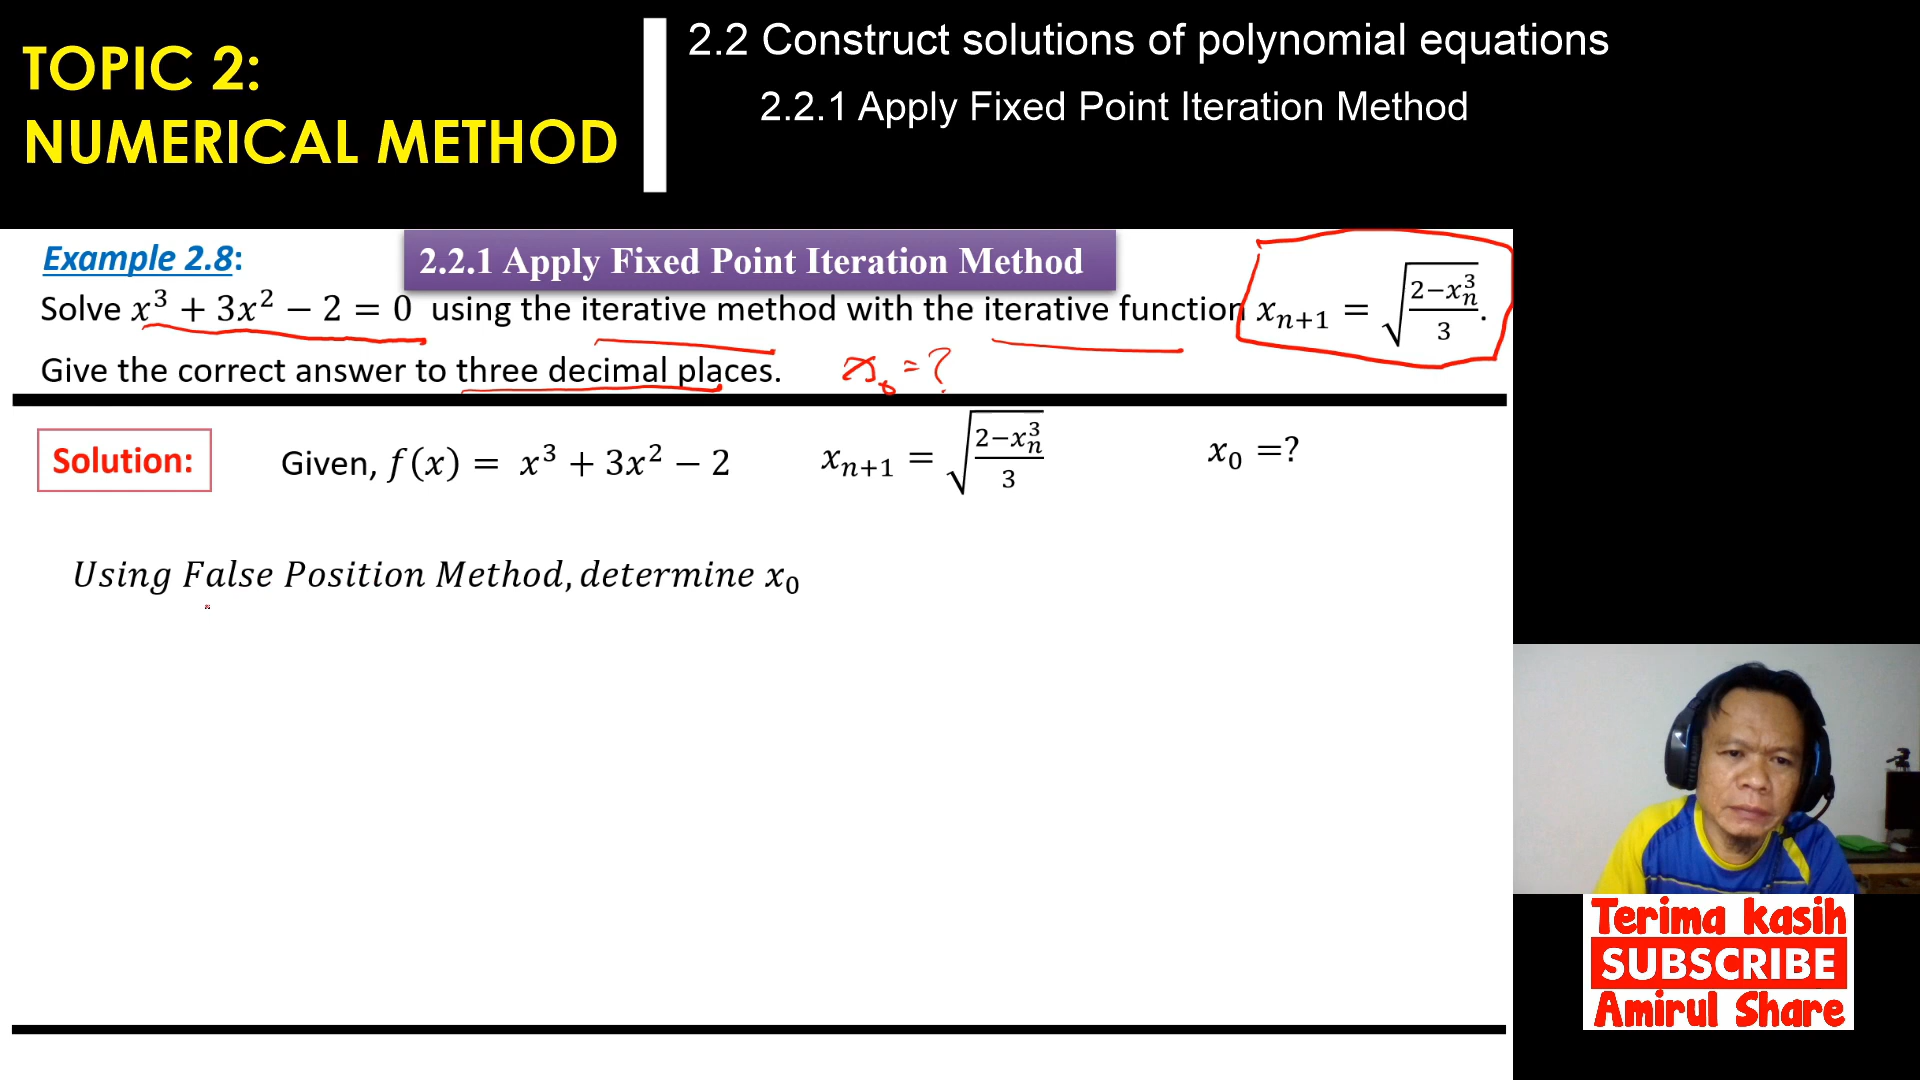 TOPIC 2:
NUMERICAL METHOD
2.2 Construct solutions of polynomial equations
2.2.1 Apply Fixed Point Iteration Method
Example 2.8:
2.2.1 Apply Fixed Point Iteration Method
Solve x³ + 3x² − 2 = 0 using the iterative method with the iterative function xₙ₊₁ = √((2−xₙ³)/3).
Give the correct answer to three decimal places. x₀ = ?
Solution: Given, f(x) = x³ + 3x² − 2 xₙ₊₁ = √((2−xₙ³)/3) x₀ =?
Using False Position Method, determine x₀
Terima kasih
SUBSCRIBE
Amirul Share